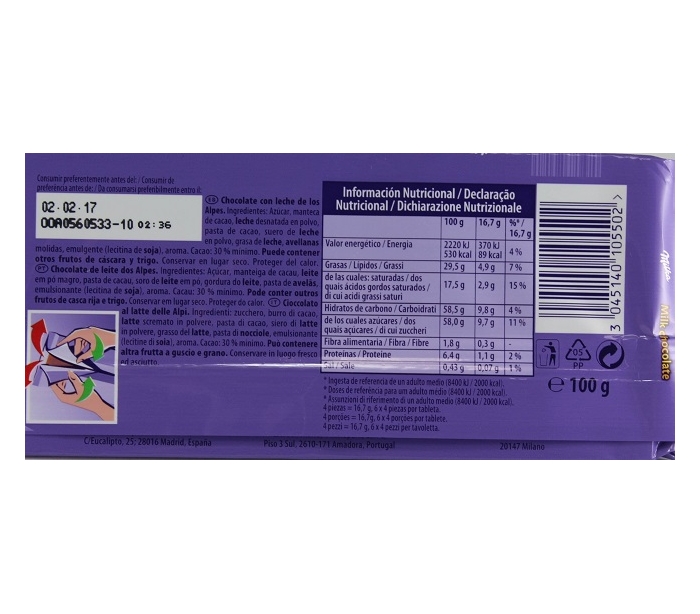 Consumir preferentemente antes del: / Consumir de
preferência antes de: / Da consumarsi preferibilmente entro il:
02·02·17
OOA0560533-10 02:36
ES Chocolate con leche de los
Alpes. Ingredientes: Azúcar, manteca
de cacao, leche desnatada en polvo,
pasta de cacao, suero de leche
en polvo, grasa de leche, avellanas
molidas, emulgente (lecitina de soja), aroma. Cacao: 30 % mínimo. Puede contener
otros frutos de cáscara y trigo. Conservar en lugar seco. Proteger del calor.
PT Chocolate de leite dos Alpes. Ingredientes: Açúcar, manteiga de cacau, leite
em pó magro, pasta de cacau, soro de leite em pó, gordura do leite, pasta de avelãs,
emulsionante (lecitina de soja), aroma. Cacau: 30 % mínimo. Pode conter outros
frutos de casca rija e trigo. Conservar em lugar seco. Proteger do calor. IT Cioccolato
al latte delle Alpi. Ingredienti: zucchero, burro di cacao,
latte scremato in polvere, pasta di cacao, siero di latte
in polvere, grasso del latte, pasta di nocciole, emulsionante
(lecitine di soia), aroma. Cacao: 30 % minimo. Può contenere
altra frutta a guscio e grano. Conservare in luogo fresco
ed asciutto.
Información Nutricional / Declaração
Nutricional / Dichiarazione Nutrizionale
100 g 16,7 g %*/ 16,7 g
Valor energético / Energia 2220 kJ 530 kcal 370 kJ 89 kcal 4 %
Grasas / Lípidos / Grassi 29,5 g 4,9 g 7 %
de las cuales: saturadas / dos
quais ácidos gordos saturados /
di cui acidi grassi saturi 17,5 g 2,9 g 15 %
Hidratos de carbono / Carboidrati 58,5 g 9,8 g 4 %
de los cuales azúcares / dos
quais açúcares / di cui zuccheri 58,0 g 9,7 g 11 %
Fibra alimentaria / Fibra / Fibre 1,8 g 0,3 g -
Proteínas / Proteine 6,4 g 1,1 g 2 %
Sal / Sale 0,43 g 0,07 g 1 %
* Ingesta de referencia de un adulto medio (8400 kJ / 2000 kcal).
* Doses de referência para um adulto médio (8400 kJ / 2000 kcal).
* Assunzioni di riferimento di un adulto medio (8400 kJ / 2000 kcal).
4 piezas = 16,7 g, 6 x 4 piezas por tableta.
4 porções = 16,7g, 6 x 4 porções por tablete.
4 pezzi = 16,7 g, 6 x 4 pezzi per tavoletta.
3 045140 105502
05
PP
℮ 100 g
Milka
Milk chocolate
C/Eucalipto, 25; 28016 Madrid, España
Piso 3 Sul, 2610-171 Amadora, Portugal
20147 Milano